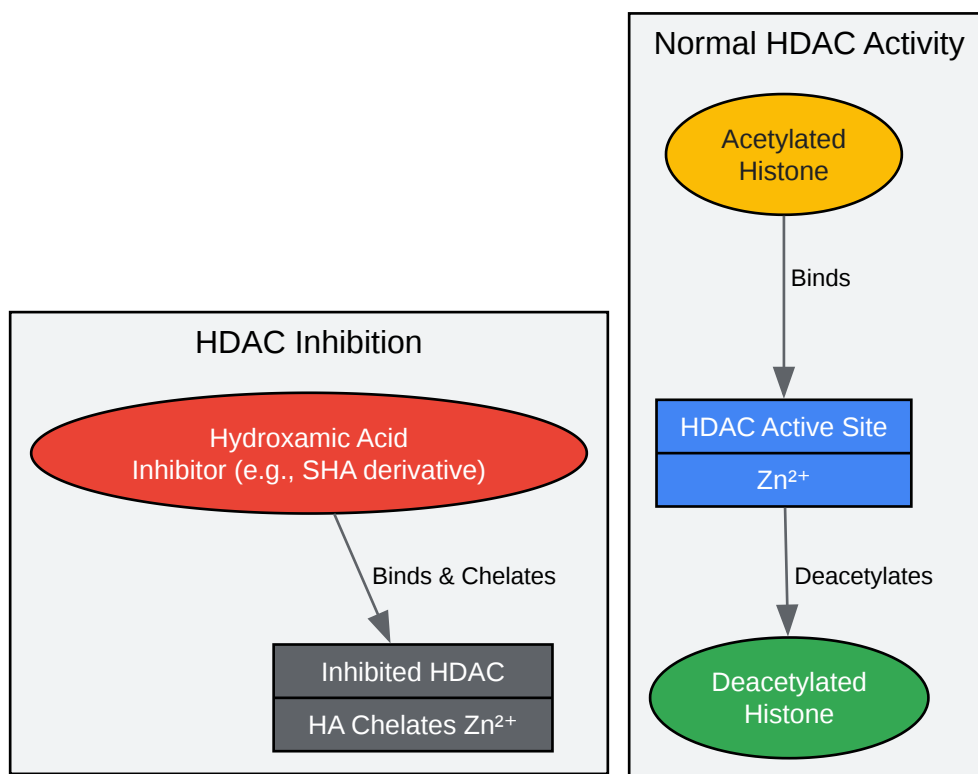 HDAC Inhibition
Hydroxamic Acid
Inhibitor (e.g., SHA derivative)
Binds & Chelates
Inhibited HDAC
HA Chelates Zn²⁺
Normal HDAC Activity
Acetylated
Histone
Binds
HDAC Active Site
Zn²⁺
Deacetylates
Deacetylated
Histone